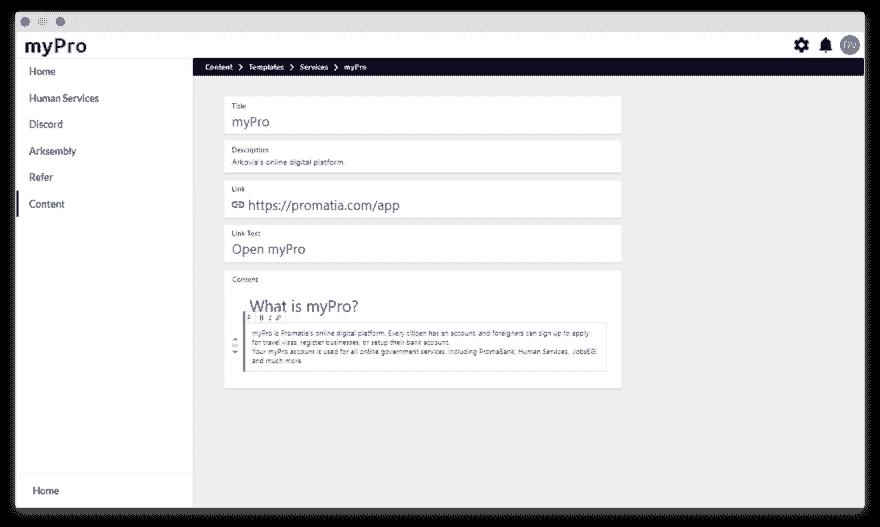 myPro
DV
Home
Human Services
Discord
Arksembly
Refer
Content
Home
Content > Templates > Services > myPro
Title
myPro
Description
Arkovia's online digital platform.
Link
https://promatia.com/app
Link Text
Open myPro
Content
What is myPro?
P B I
myPro is Promatia's online digital platform. Every citizen has an account, and foreigners can sign up to apply
for travel visas, register businesses, or setup their bank account.
Your myPro account is used for all online government services, including PromaBank, Human Services, JobsEGI
and much more.